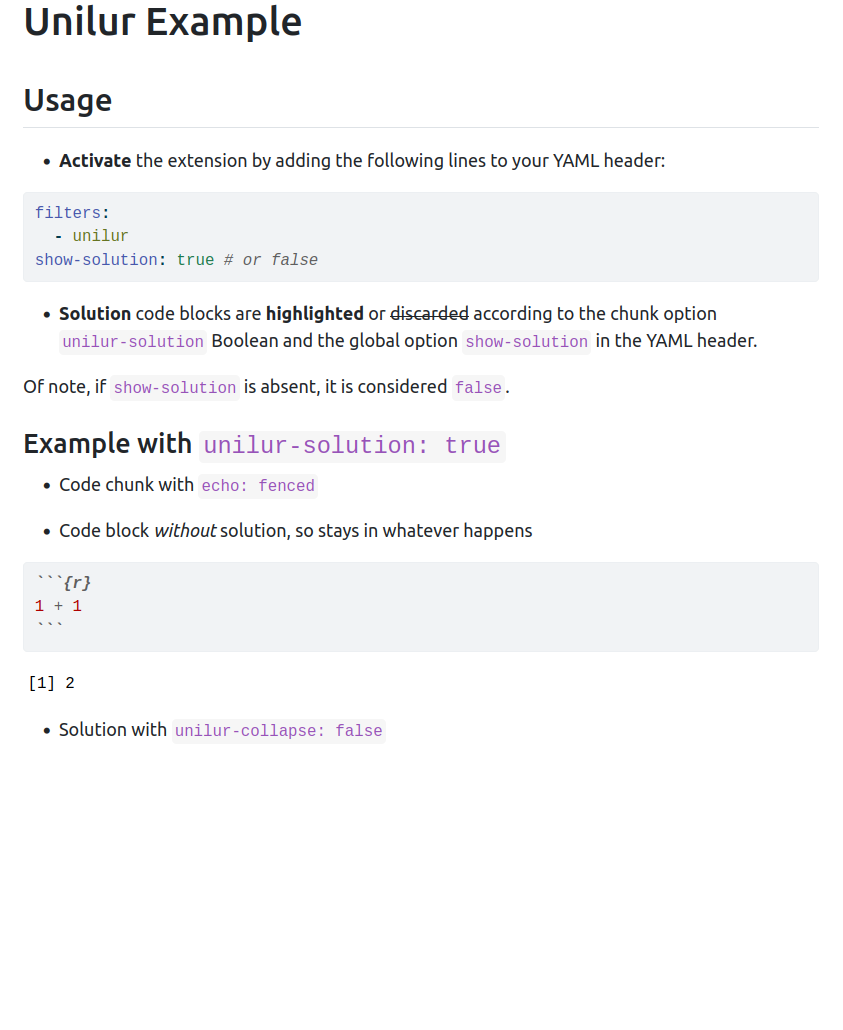 Unilur Example
Usage
• Activate the extension by adding the following lines to your YAML header:
filters:
  - unilur
show-solution: true # or false
• Solution code blocks are highlighted or discarded according to the chunk option
unilur-solution Boolean and the global option show-solution in the YAML header.
Of note, if show-solution is absent, it is considered false.
Example with unilur-solution: true
• Code chunk with echo: fenced
• Code block without solution, so stays in whatever happens
```{r}
1 + 1
```
[1] 2
• Solution with unilur-collapse: false